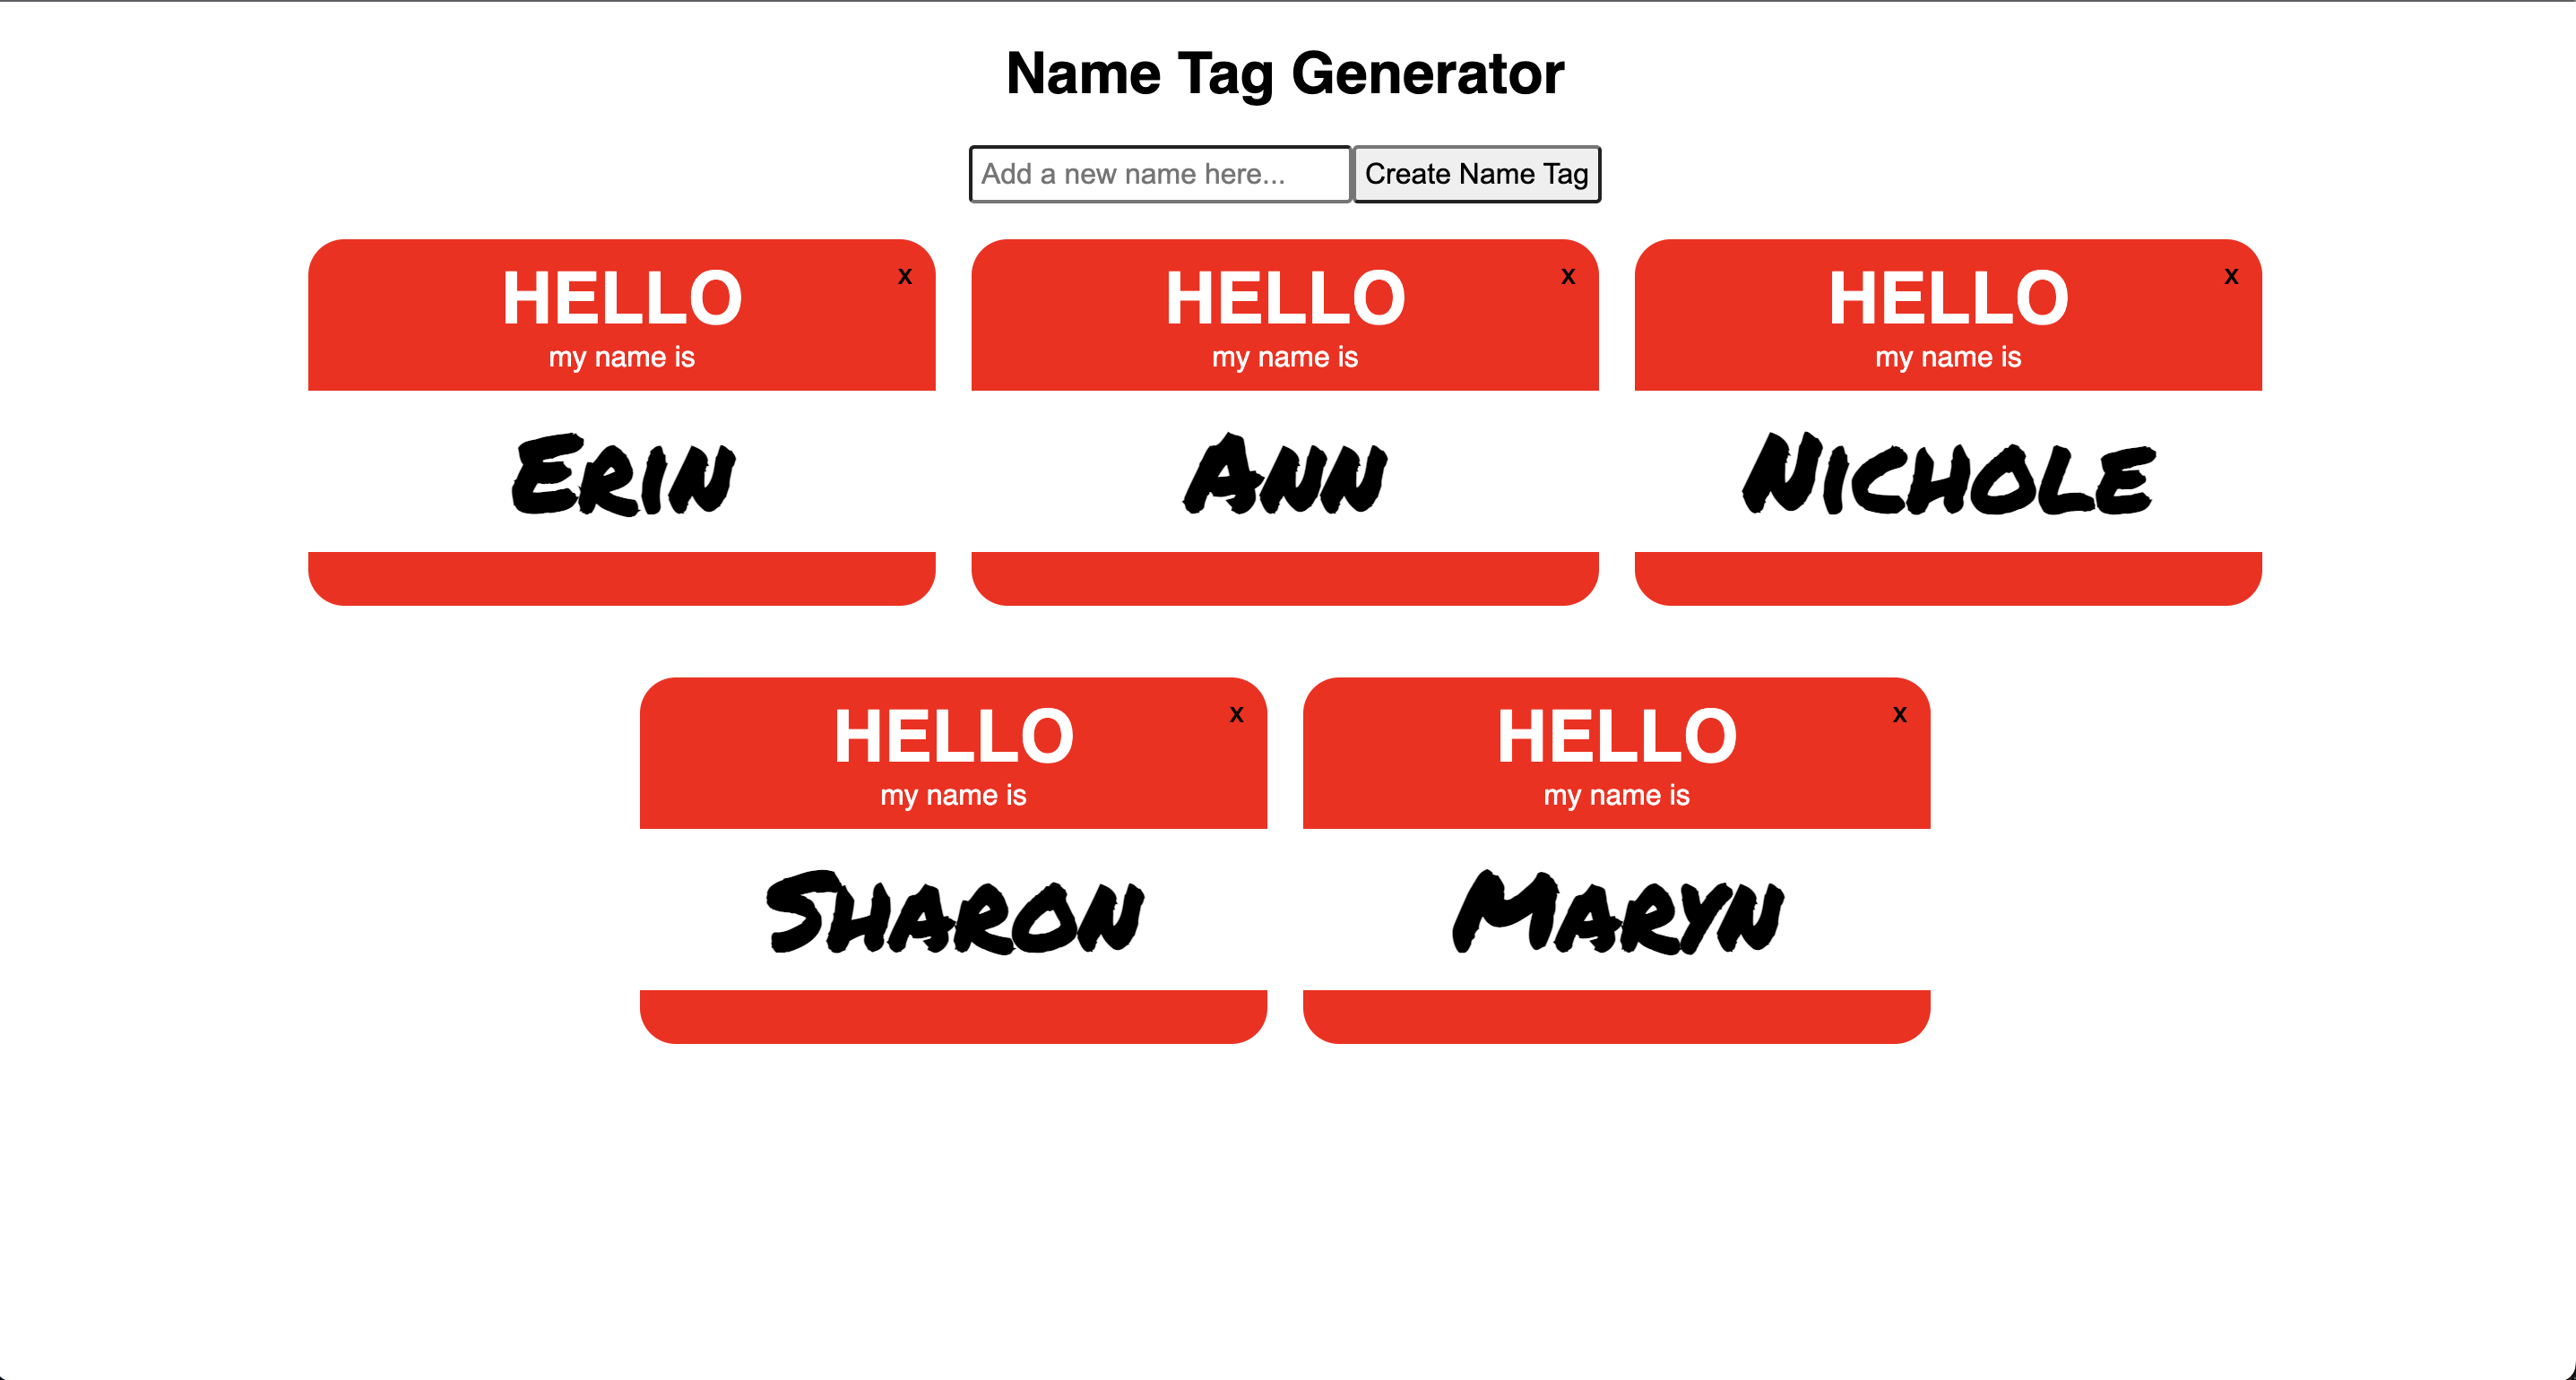 Name Tag Generator
Add a new name here... Create Name Tag
HELLO x
my name is
Erin
HELLO x
my name is
Ann
HELLO x
my name is
Nichole
HELLO x
my name is
Sharon
HELLO x
my name is
Maryn